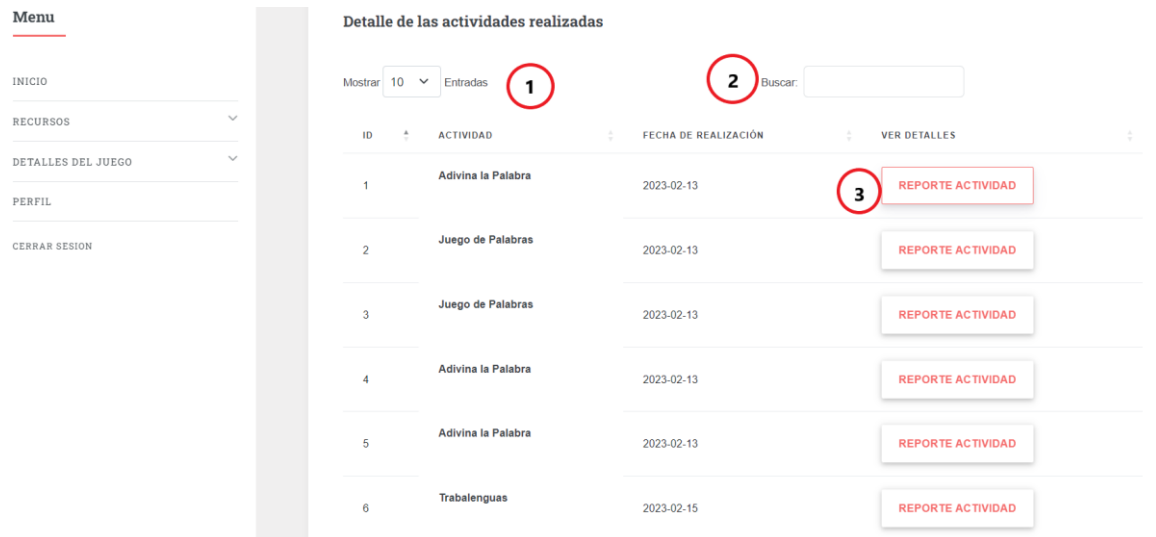 Menu
INICIO
RECURSOS
DETALLES DEL JUEGO
PERFIL
CERRAR SESION
Detalle de las actividades realizadas
Mostrar 10 Entradas 1 2 Buscar:
ID ACTIVIDAD FECHA DE REALIZACIÓN VER DETALLES
1 Adivina la Palabra 2023-02-13 3 REPORTE ACTIVIDAD
2 Juego de Palabras 2023-02-13 REPORTE ACTIVIDAD
3 Juego de Palabras 2023-02-13 REPORTE ACTIVIDAD
4 Adivina la Palabra 2023-02-13 REPORTE ACTIVIDAD
5 Adivina la Palabra 2023-02-13 REPORTE ACTIVIDAD
6 Trabalenguas 2023-02-15 REPORTE ACTIVIDAD